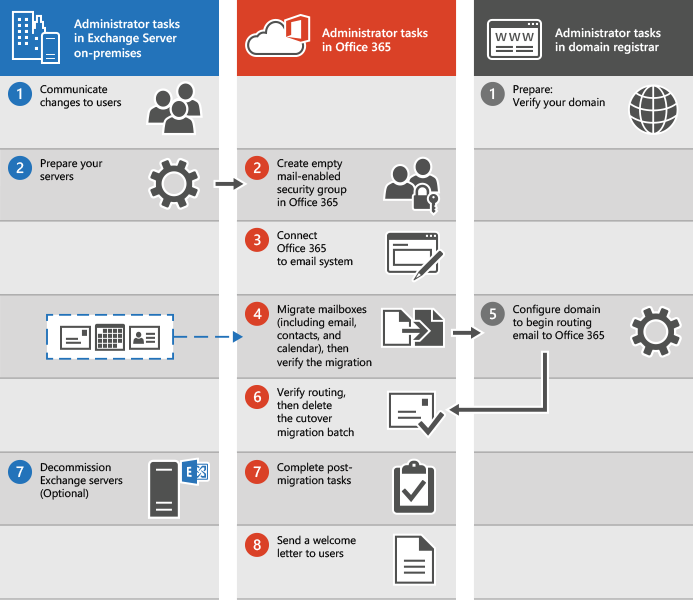 Administrator tasks
in Exchange Server
on-premises
Administrator tasks
in Office 365
WWW
Administrator tasks
in domain registrar
1
Communicate
changes to users
1
Prepare:
Verify your domain
2
Prepare your
servers
2
Create empty
mail-enabled
security group
in Office 365
3
Connect
Office 365
to email system
4
Migrate mailboxes
(including email,
contacts, and
calendar), then
verify the migration
5
Configure domain
to begin routing
email to Office 365
6
Verify routing,
then delete
the cutover
migration batch
7
Decommission
Exchange servers
(Optional)
E
7
Complete post-
migration tasks
8
Send a welcome
letter to users